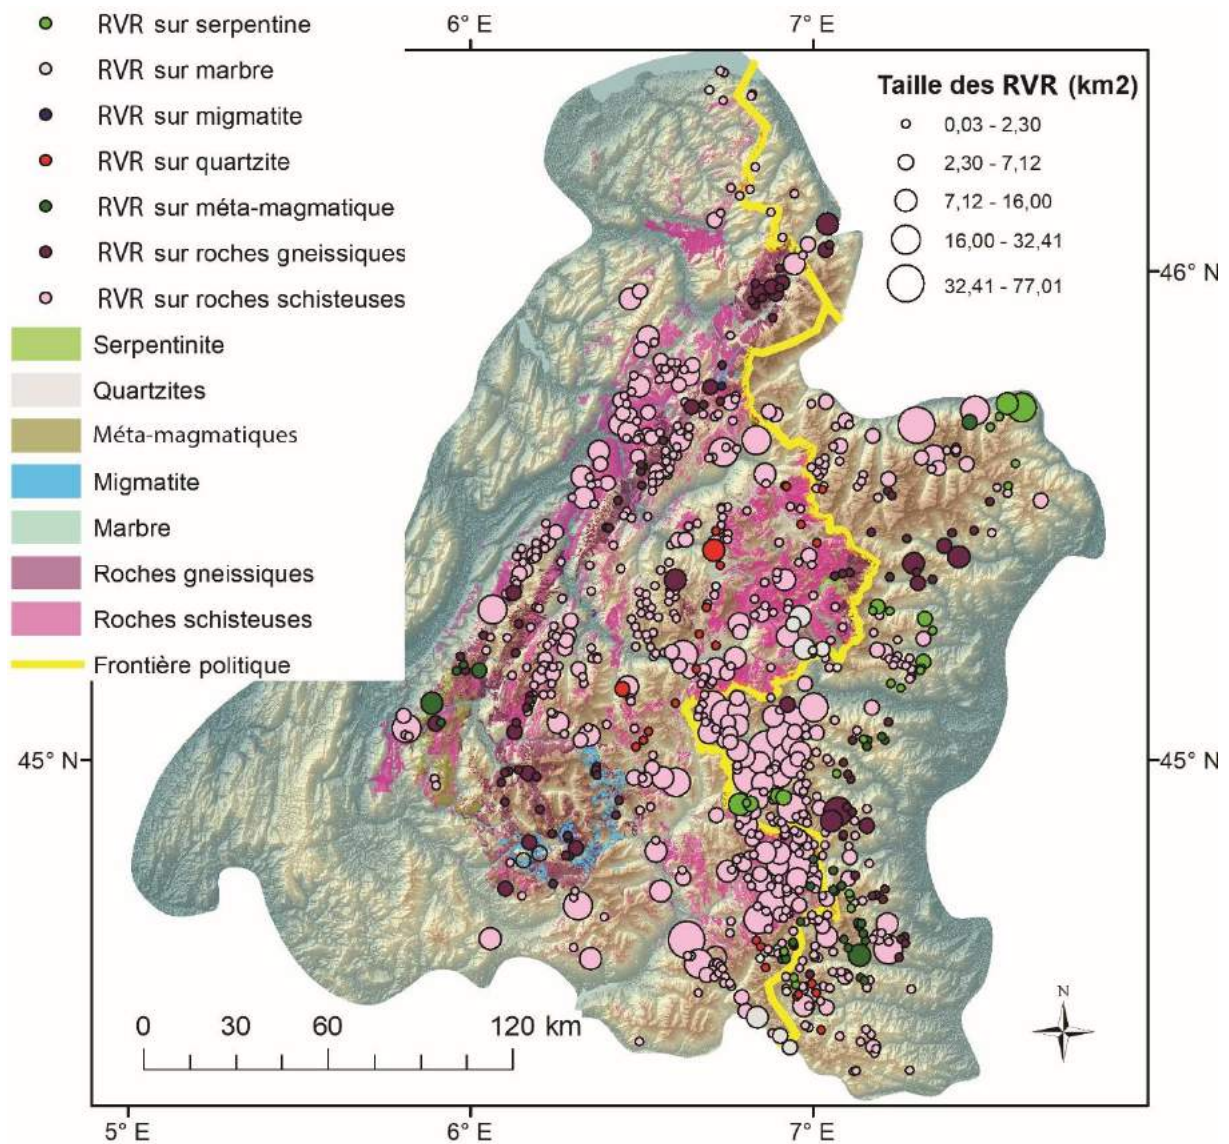 RVR sur serpentine
RVR sur marbre
RVR sur migmatite
RVR sur quartzite
RVR sur méta-magmatique
RVR sur roches gneissiques
RVR sur roches schisteuses
Serpentinite
Quartzites
Méta-magmatiques
Migmatite
Marbre
Roches gneissiques
Roches schisteuses
Frontière politique
6° E
7° E
Taille des RVR (km2)
0,03 - 2,30
2,30 - 7,12
7,12 - 16,00
16,00 - 32,41
32,41 - 77,01
46° N
45° N
45° N
0 30 60 120 km
N
5° E
6° E
7° E